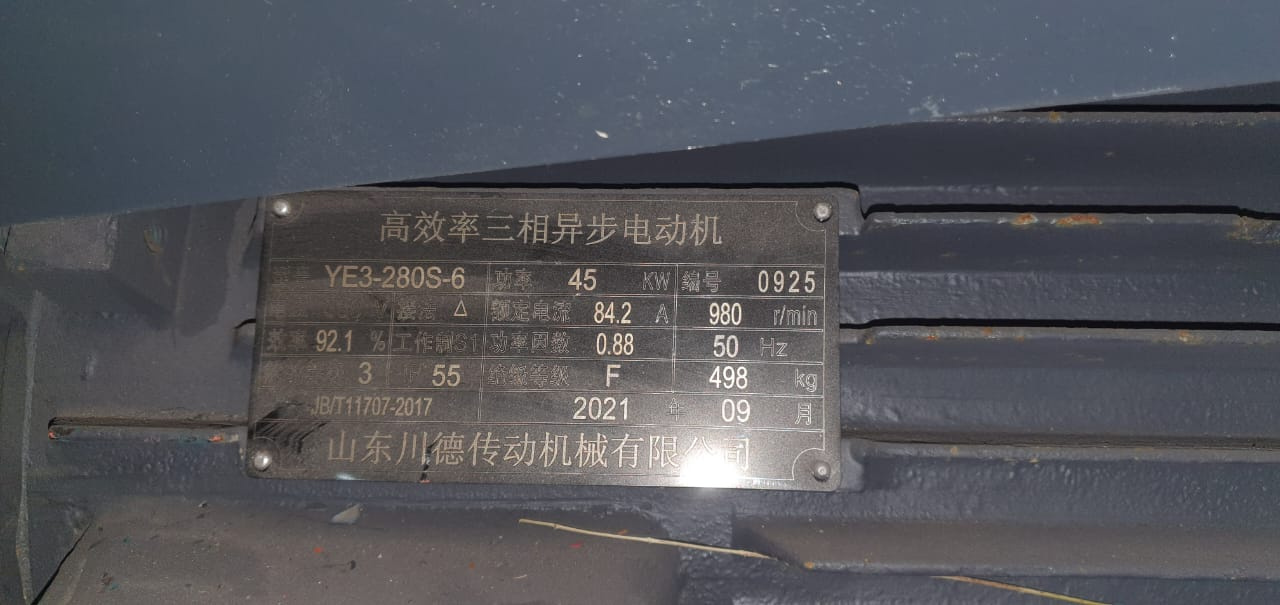 高效率三相异步电动机
YE3-280S-6 功率 45 KW 编号 0925
V 接法 △ 额定电流 84.2 A 980 r/min
效率 92.1 % 工作制S1 功率因数 0.88 50 Hz
3 IP 55 绝缘等级 F 498 kg
JB/T11707-2017 2021 年 09 月
山东川德传动机械有限公司